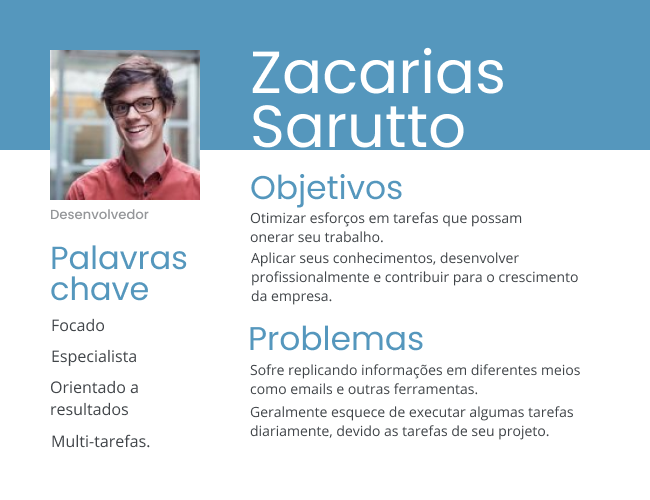 Zacarias
Sarutto
Desenvolvedor
Palavras
chave
Focado
Especialista
Orientado a
resultados
Multi-tarefas.
Objetivos
Otimizar esforços em tarefas que possam
onerar seu trabalho.
Aplicar seus conhecimentos, desenvolver
profissionalmente e contribuir para o crescimento
da empresa.
Problemas
Sofre replicando informações em diferentes meios
como emails e outras ferramentas.
Geralmente esquece de executar algumas tarefas
diariamente, devido as tarefas de seu projeto.